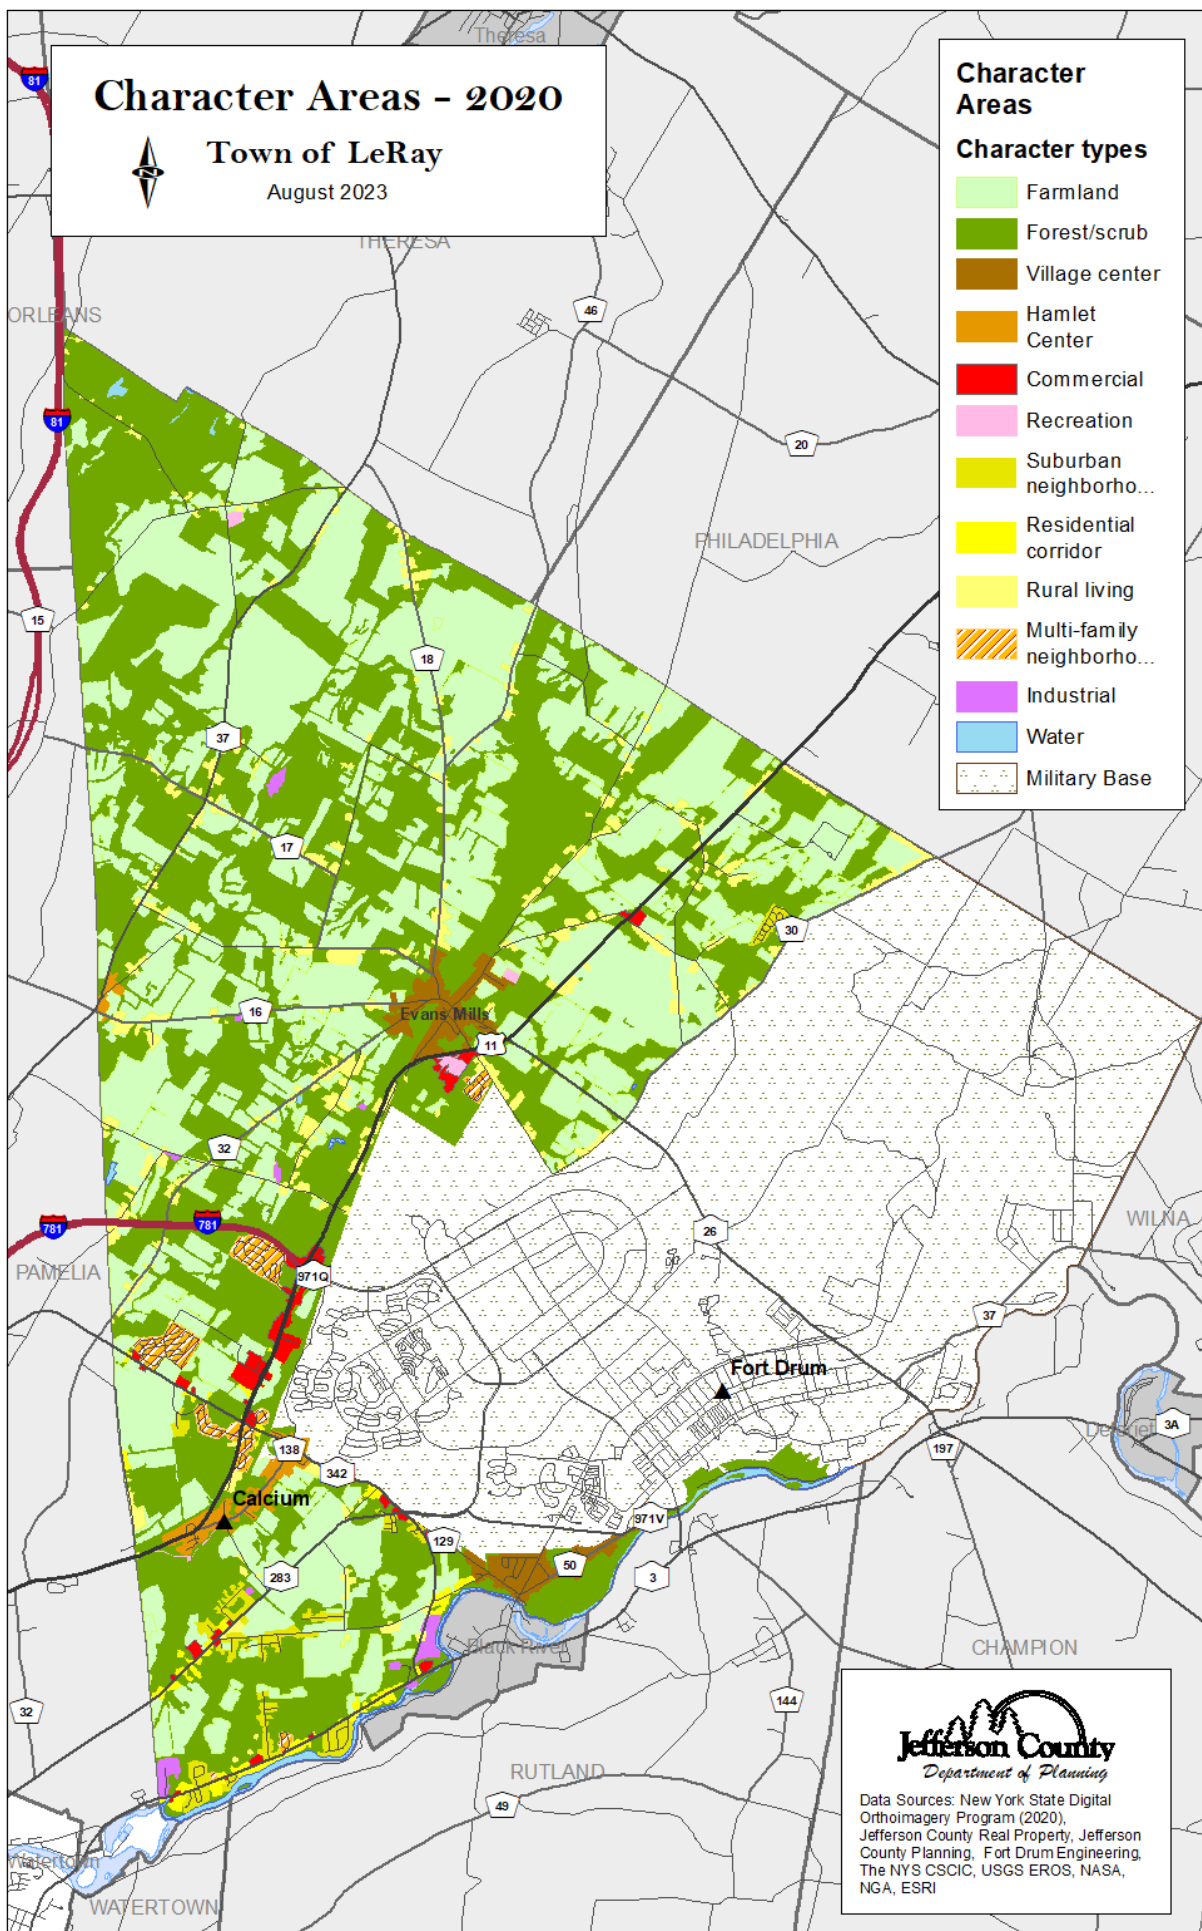 Theresa
81
Character Areas - 2020
Town of LeRay
N
August 2023
Character
Areas
Character types
Farmland
Forest/scrub
Village center
Hamlet
Center
Commercial
Recreation
Suburban
neighborho...
Residential
corridor
Rural living
Multi-family
neighborho...
Industrial
Water
Military Base
THERESA
ORLEANS
46
81
20
PHILADELPHIA
15
18
37
17
30
16
Evans Mills
11
32
781
781
26
WILNA
PAMELIA
971Q
37
Fort Drum
3A
138
197
342
Calcium
971V
129
50
283
3
Black River
CHAMPION
32
144
RUTLAND
49
Watertown
WATERTOWN
Jefferson County
Department of Planning
Data Sources: New York State Digital
Orthoimagery Program (2020),
Jefferson County Real Property, Jefferson
County Planning, Fort Drum Engineering,
The NYS CSCIC, USGS EROS, NASA,
NGA, ESRI